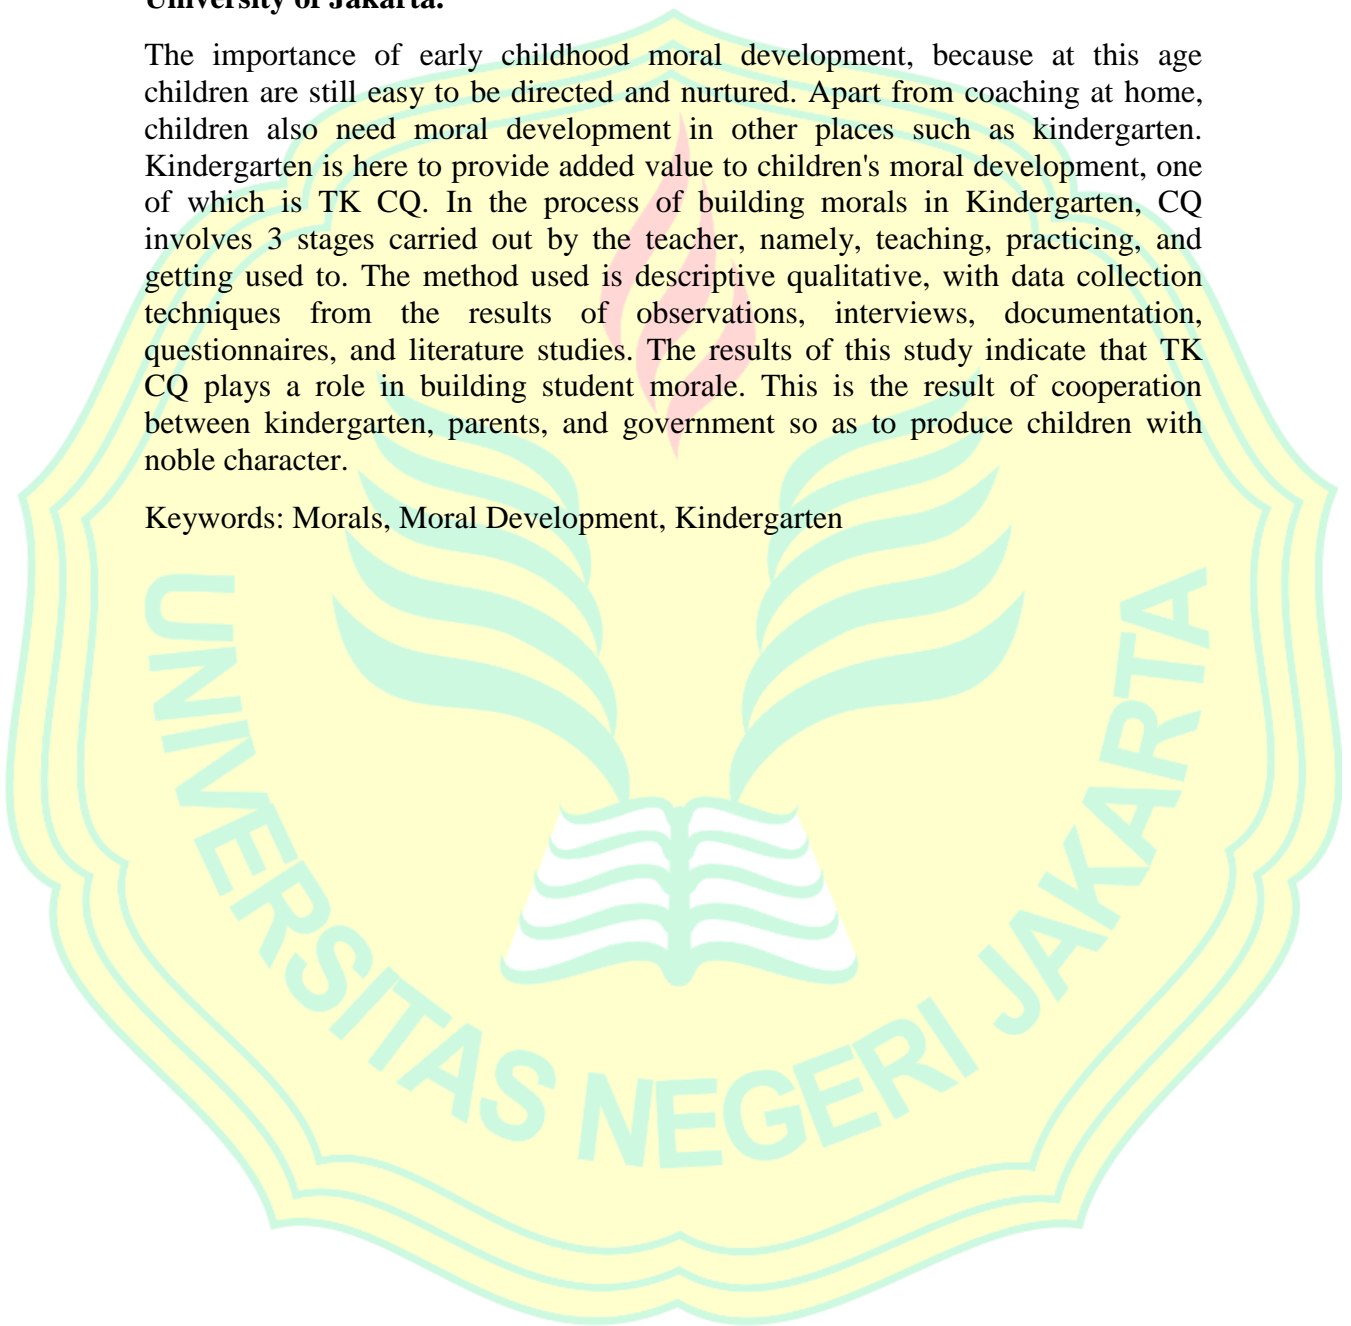 University of Jakarta.
The importance of early childhood moral development, because at this age
children are still easy to be directed and nurtured. Apart from coaching at home,
children also need moral development in other places such as kindergarten.
Kindergarten is here to provide added value to children's moral development, one
of which is TK CQ. In the process of building morals in Kindergarten, CQ
involves 3 stages carried out by the teacher, namely, teaching, practicing, and
getting used to. The method used is descriptive qualitative, with data collection
techniques from the results of observations, interviews, documentation,
questionnaires, and literature studies. The results of this study indicate that TK
CQ plays a role in building student morale. This is the result of cooperation
between kindergarten, parents, and government so as to produce children with
noble character.
Keywords: Morals, Moral Development, Kindergarten
UNIVERSITAS NEGERI JAKARTA